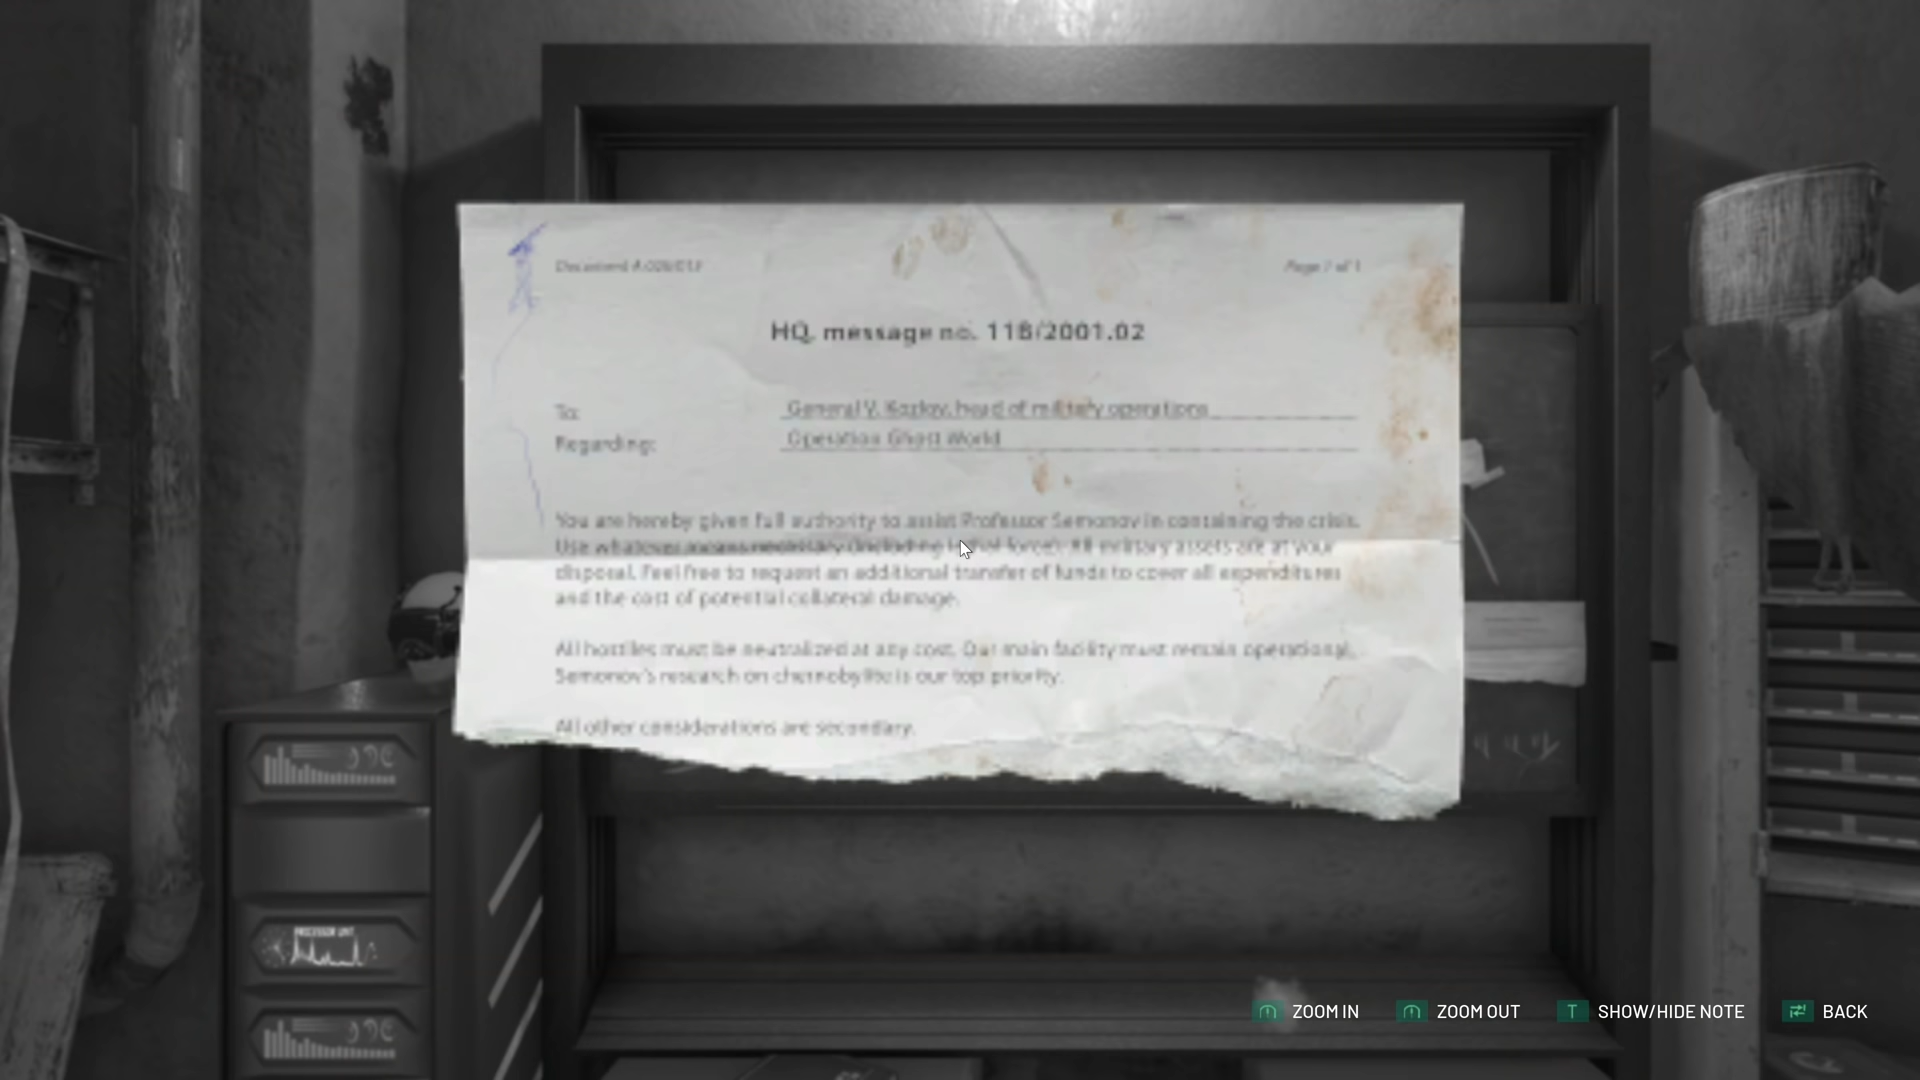 Page 1 of 1
HQ. message no. 118/2001.02
To:
General V. Kozlov, head of military operations
Regarding:
Operation Ghost World
You are hereby given full authority to assist Professor Semonov in containing the crisis.
Use whatever means necessary (including lethal force). All military assets are at your
disposal. Feel free to request an additional transfer of funds to cover all expenditures
and the cost of potential collateral damage.
All hostiles must be neutralized at any cost. Our main facility must remain operational.
Semonov's research on chernobylite is our top priority.
All other considerations are secondary.
PROCESSOR UNIT
ZOOM IN
ZOOM OUT
T
SHOW/HIDE NOTE
BACK